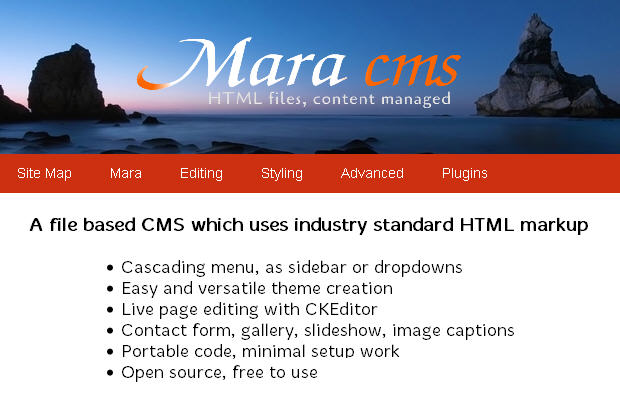 Mara cms
HTML files, content managed
Site Map Mara Editing Styling Advanced Plugins
A file based CMS which uses industry standard HTML markup
• Cascading menu, as sidebar or dropdowns
• Easy and versatile theme creation
• Live page editing with CKEditor
• Contact form, gallery, slideshow, image captions
• Portable code, minimal setup work
• Open source, free to use